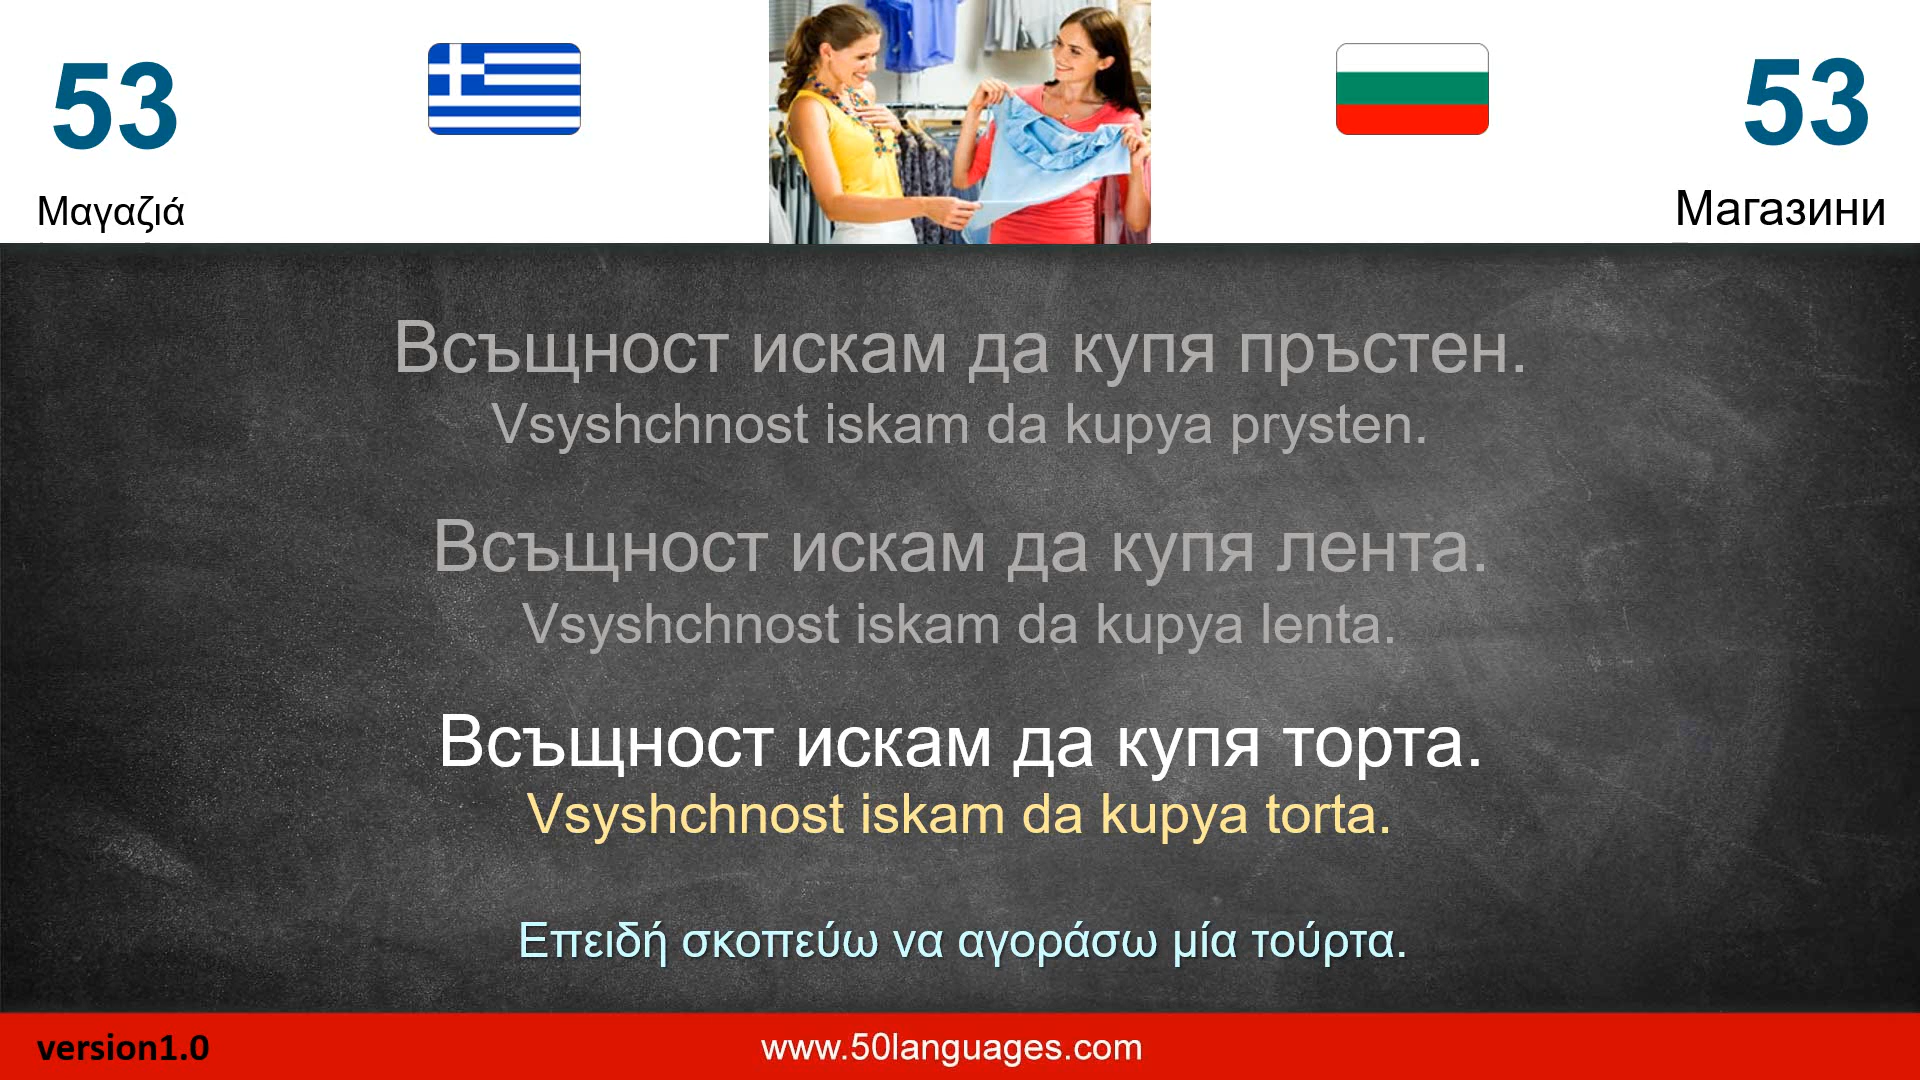 53
53
Μαγαζιά
Магазини
Всъщност искам да купя пръстен.
Vsyshchnost iskam da kupya prysten.
Всъщност искам да купя лента.
Vsyshchnost iskam da kupya lenta.
Всъщност искам да купя торта.
Vsyshchnost iskam da kupya torta.
Επειδή σκοπεύω να αγοράσω μία τούρτα.
version1.0
www.50languages.com